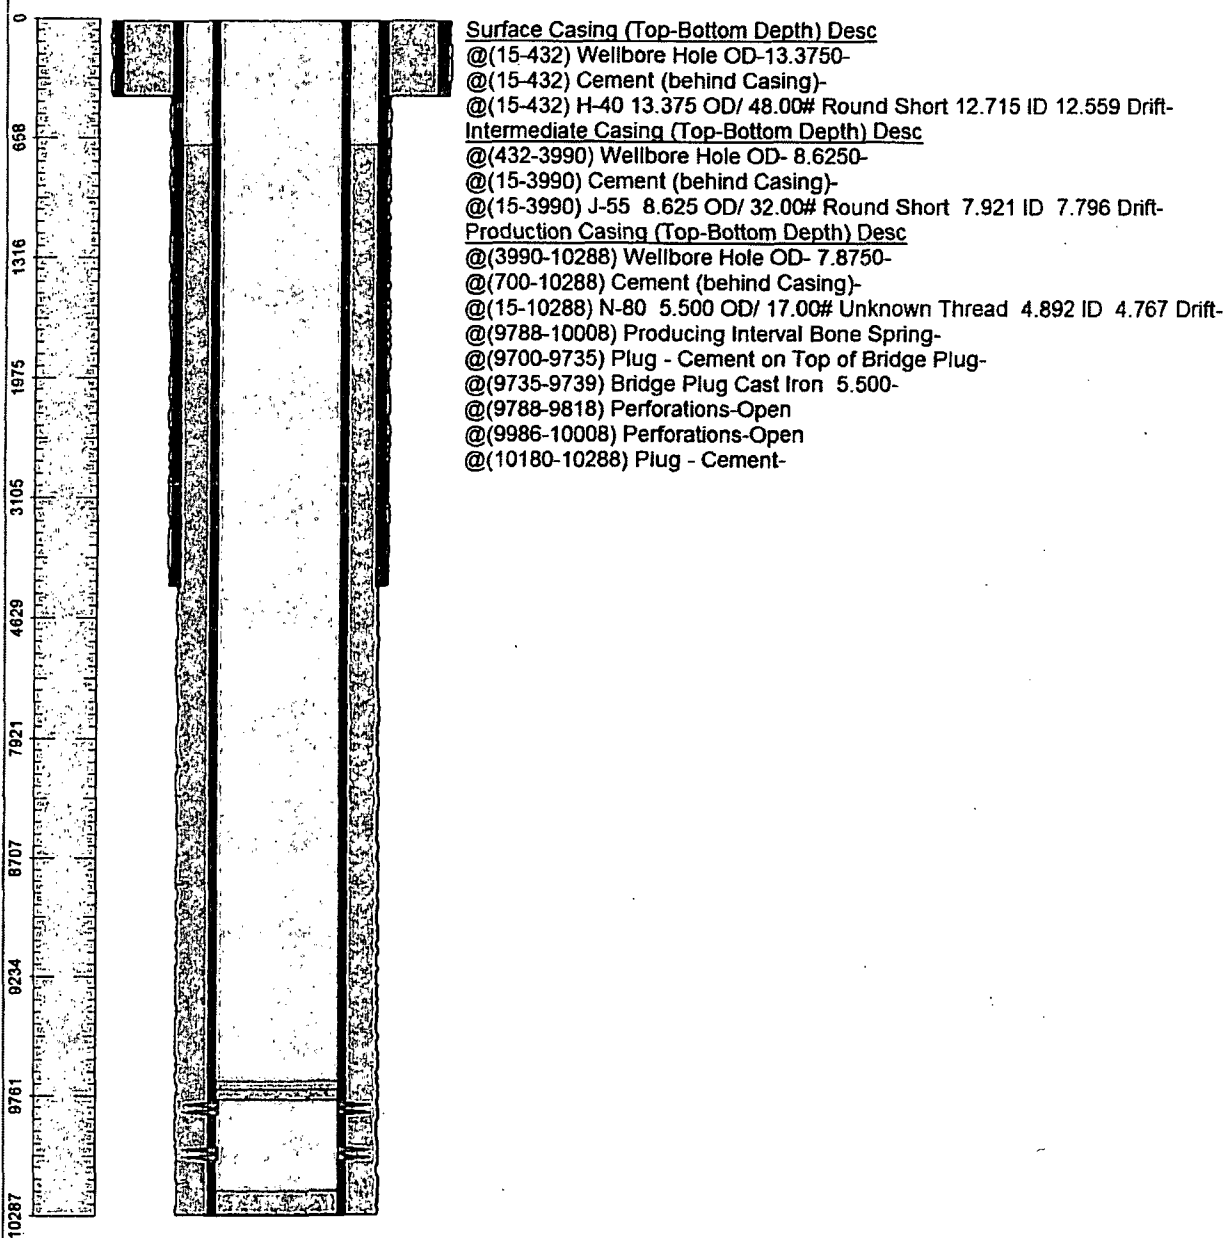 Surface Casing (Top-Bottom Depth) Desc
@(15-432) Wellbore Hole OD-13.3750-
@(15-432) Cement (behind Casing)-
@(15-432) H-40 13.375 OD/ 48.00# Round Short 12.715 ID 12.559 Drift-
Intermediate Casing (Top-Bottom Depth) Desc
@(432-3990) Wellbore Hole OD- 8.6250-
@(15-3990) Cement (behind Casing)-
@(15-3990) J-55 8.625 OD/ 32.00# Round Short 7.921 ID 7.796 Drift-
Production Casing (Top-Bottom Depth) Desc
@(3990-10288) Wellbore Hole OD- 7.8750-
@(700-10288) Cement (behind Casing)-
@(15-10288) N-80 5.500 OD/ 17.00# Unknown Thread 4.892 ID 4.767 Drift-
@(9788-10008) Producing Interval Bone Spring-
@(9700-9735) Plug - Cement on Top of Bridge Plug-
@(9735-9739) Bridge Plug Cast Iron 5.500-
@(9788-9818) Perforations-Open
@(9986-10008) Perforations-Open
@(10180-10288) Plug - Cement-
0
658
1316
1975
3105
4629
7921
8707
9234
9761
10287